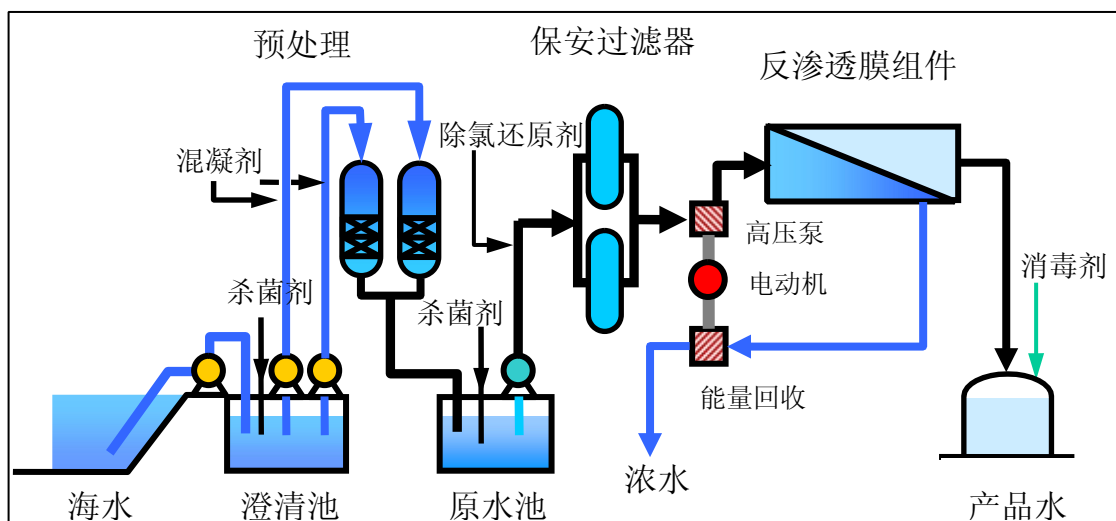 预处理
保安过滤器
反渗透膜组件
混凝剂
除氯还原剂
高压泵
电动机
消毒剂
杀菌剂
杀菌剂
能量回收
浓水
海水
澄清池
原水池
产品水